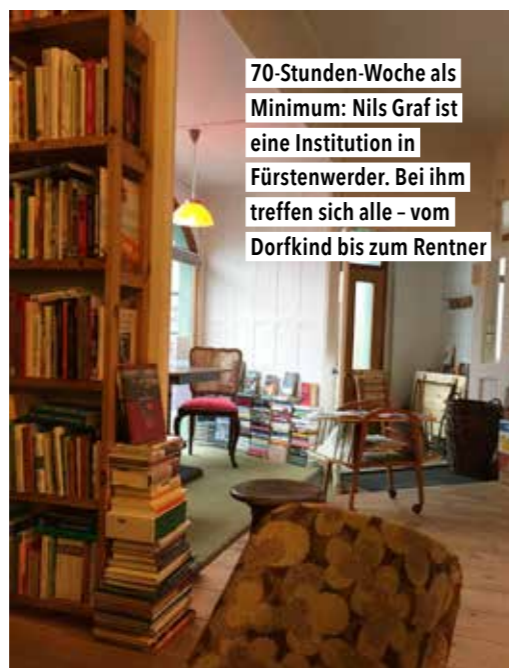 70-Stunden-Woche als
Minimum: Nils Graf ist
eine Institution in
Fürstenwerder. Bei ihm
treffen sich alle – vom
Dorfkind bis zum Rentner